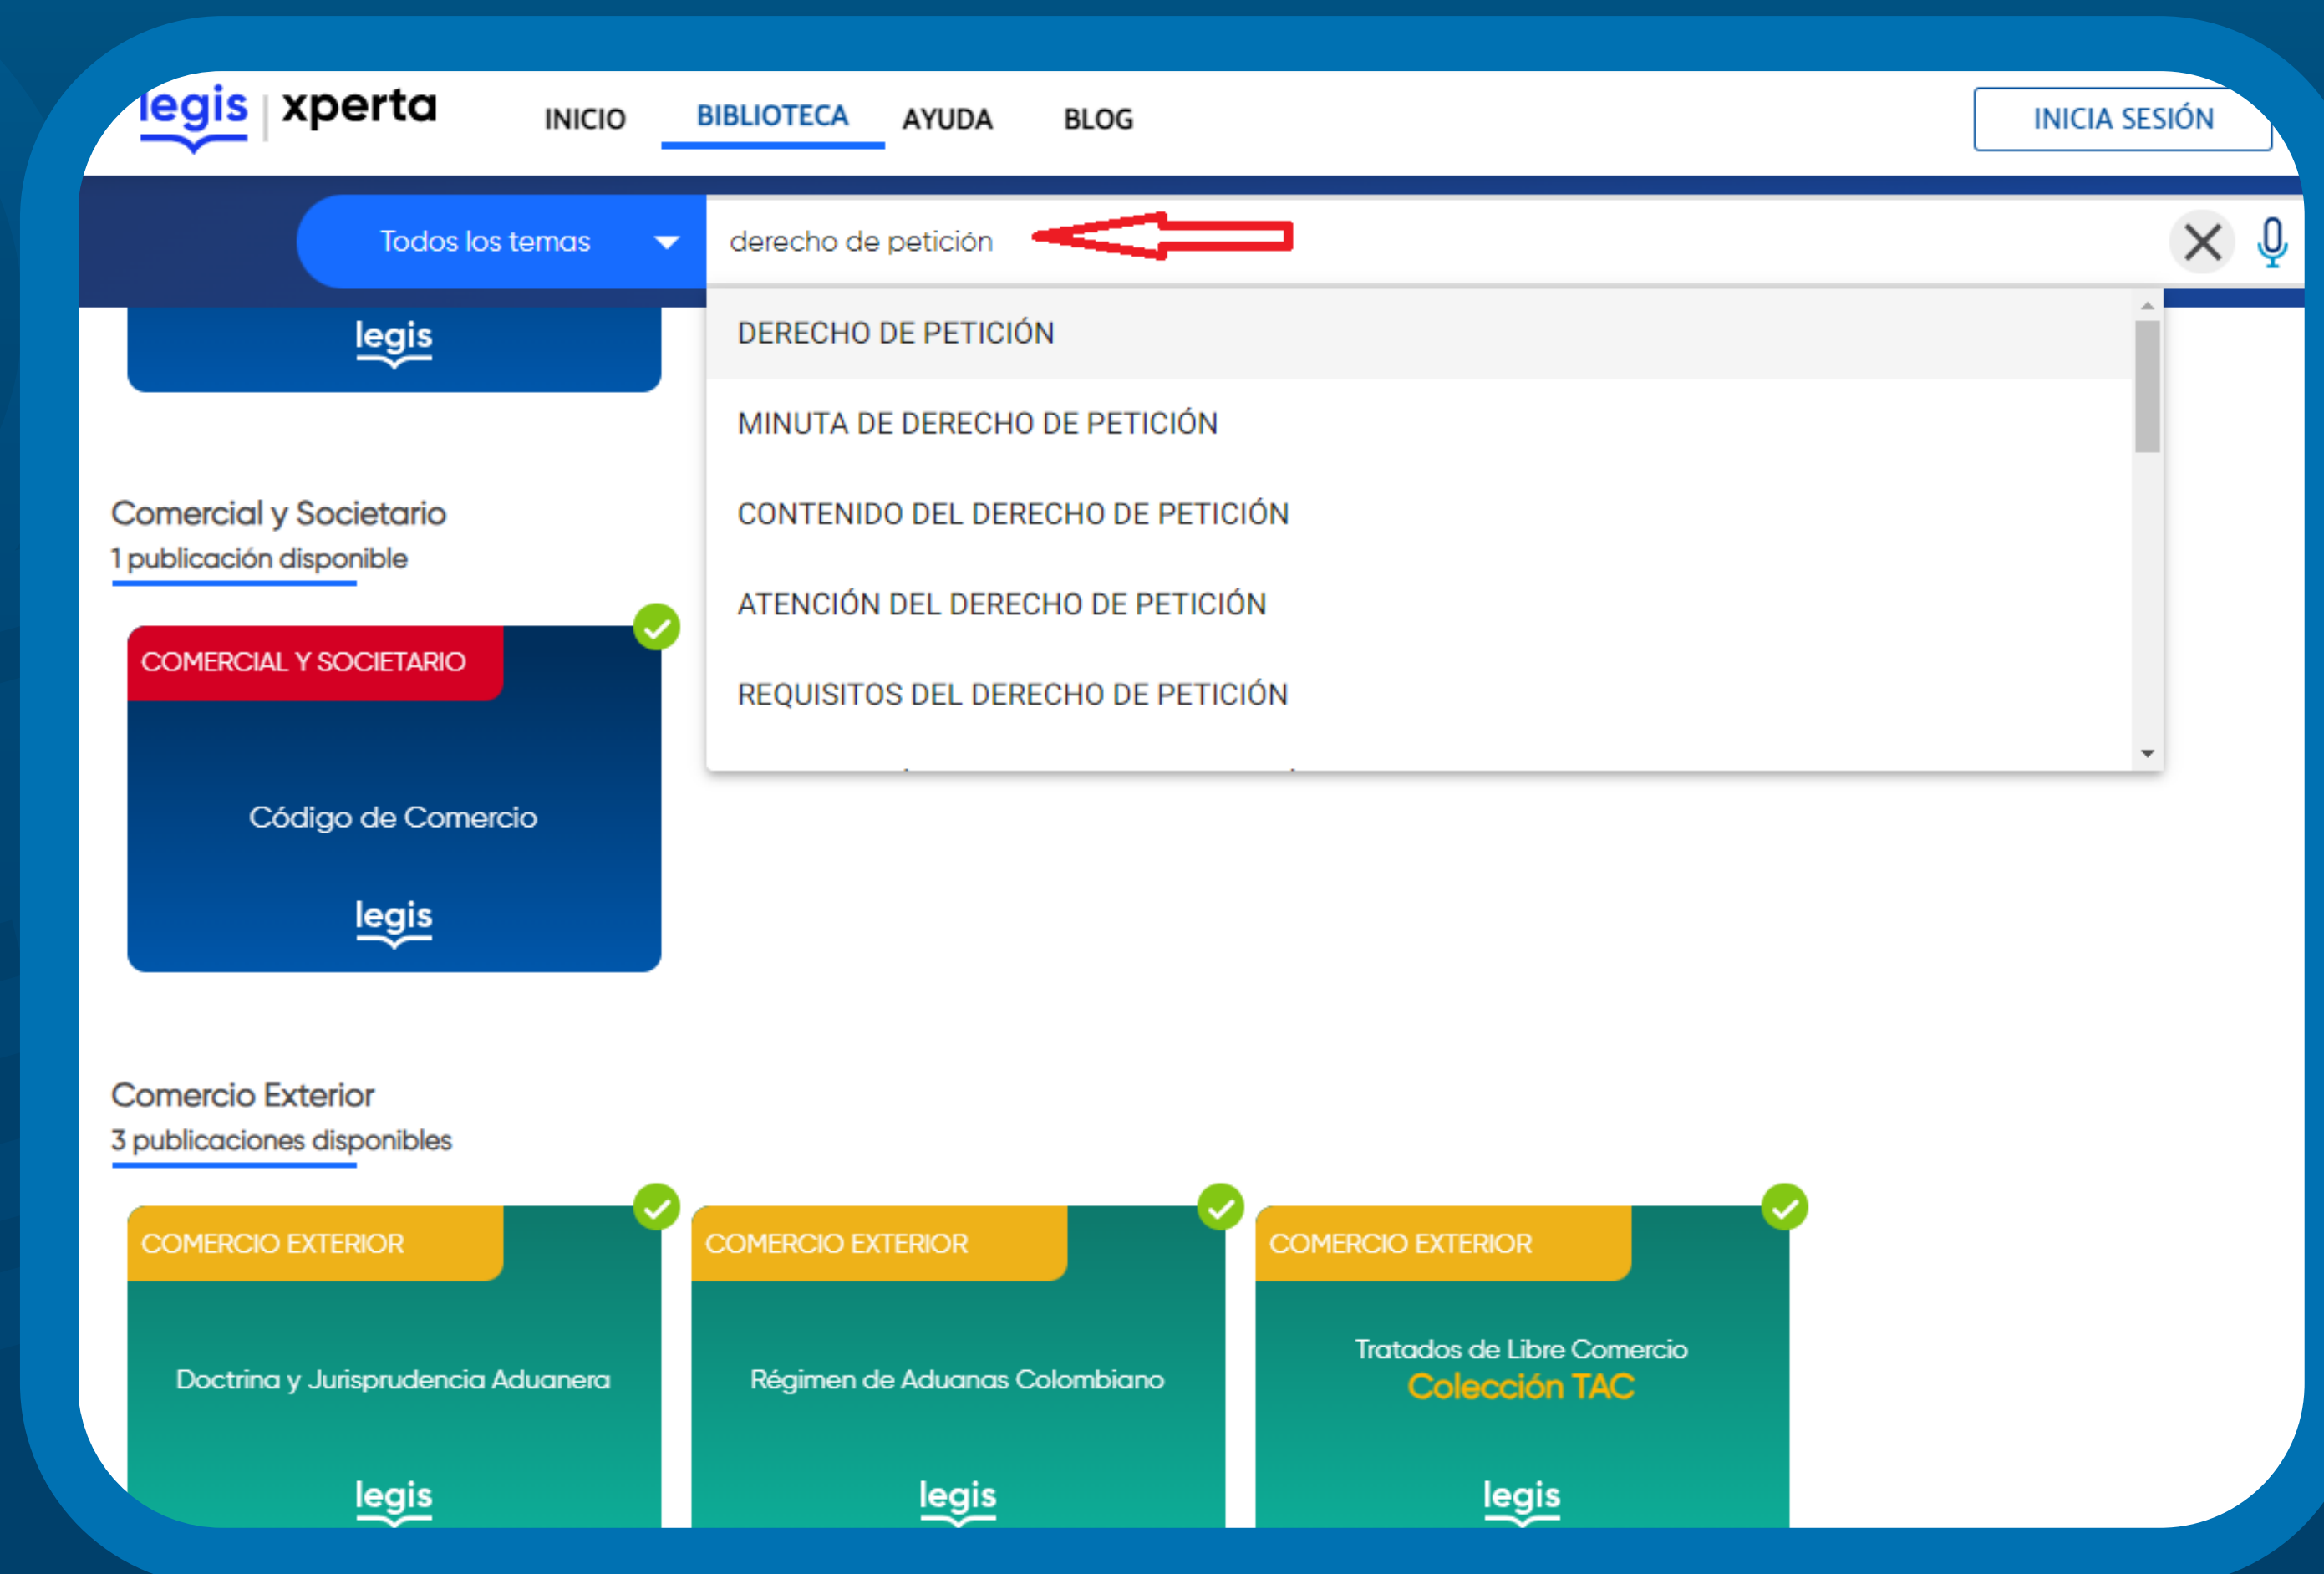 legis | xperta
INICIO
BIBLIOTECA
AYUDA
BLOG
INICIA SESIÓN
Todos los temas
derecho de petición
legis
DERECHO DE PETICIÓN
MINUTA DE DERECHO DE PETICIÓN
CONTENIDO DEL DERECHO DE PETICIÓN
ATENCIÓN DEL DERECHO DE PETICIÓN
REQUISITOS DEL DERECHO DE PETICIÓN
Comercial y Societario
1 publicación disponible
COMERCIAL Y SOCIETARIO
Código de Comercio
legis
Comercio Exterior
3 publicaciones disponibles
COMERCIO EXTERIOR
Doctrina y Jurisprudencia Aduanera
legis
COMERCIO EXTERIOR
Régimen de Aduanas Colombiano
legis
COMERCIO EXTERIOR
Tratados de Libre Comercio
Colección TAC
legis